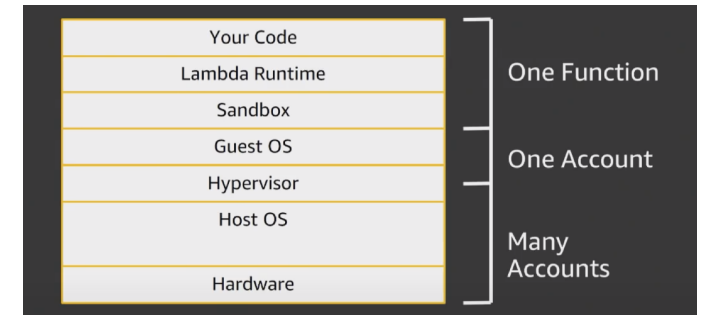 Your Code
Lambda Runtime
Sandbox
Guest OS
Hypervisor
Host OS
Hardware
One Function
One Account
Many
Accounts